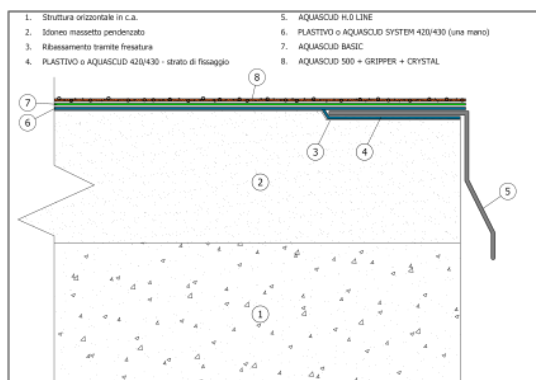 1. Struttura orizzontale in c.a.
2. Idoneo massetto pendenzato
3. Ribassamento tramite fresatura
4. PLASTIVO o AQUASCUD 420/430 - strato di fissaggio
5. AQUASCUD H.0 LINE
6. PLASTIVO o AQUASCUD SYSTEM 420/430 (una mano)
7. AQUASCUD BASIC
8. AQUASCUD 500 + GRIPPER + CRYSTAL
8
7
6
3
4
2
5
1